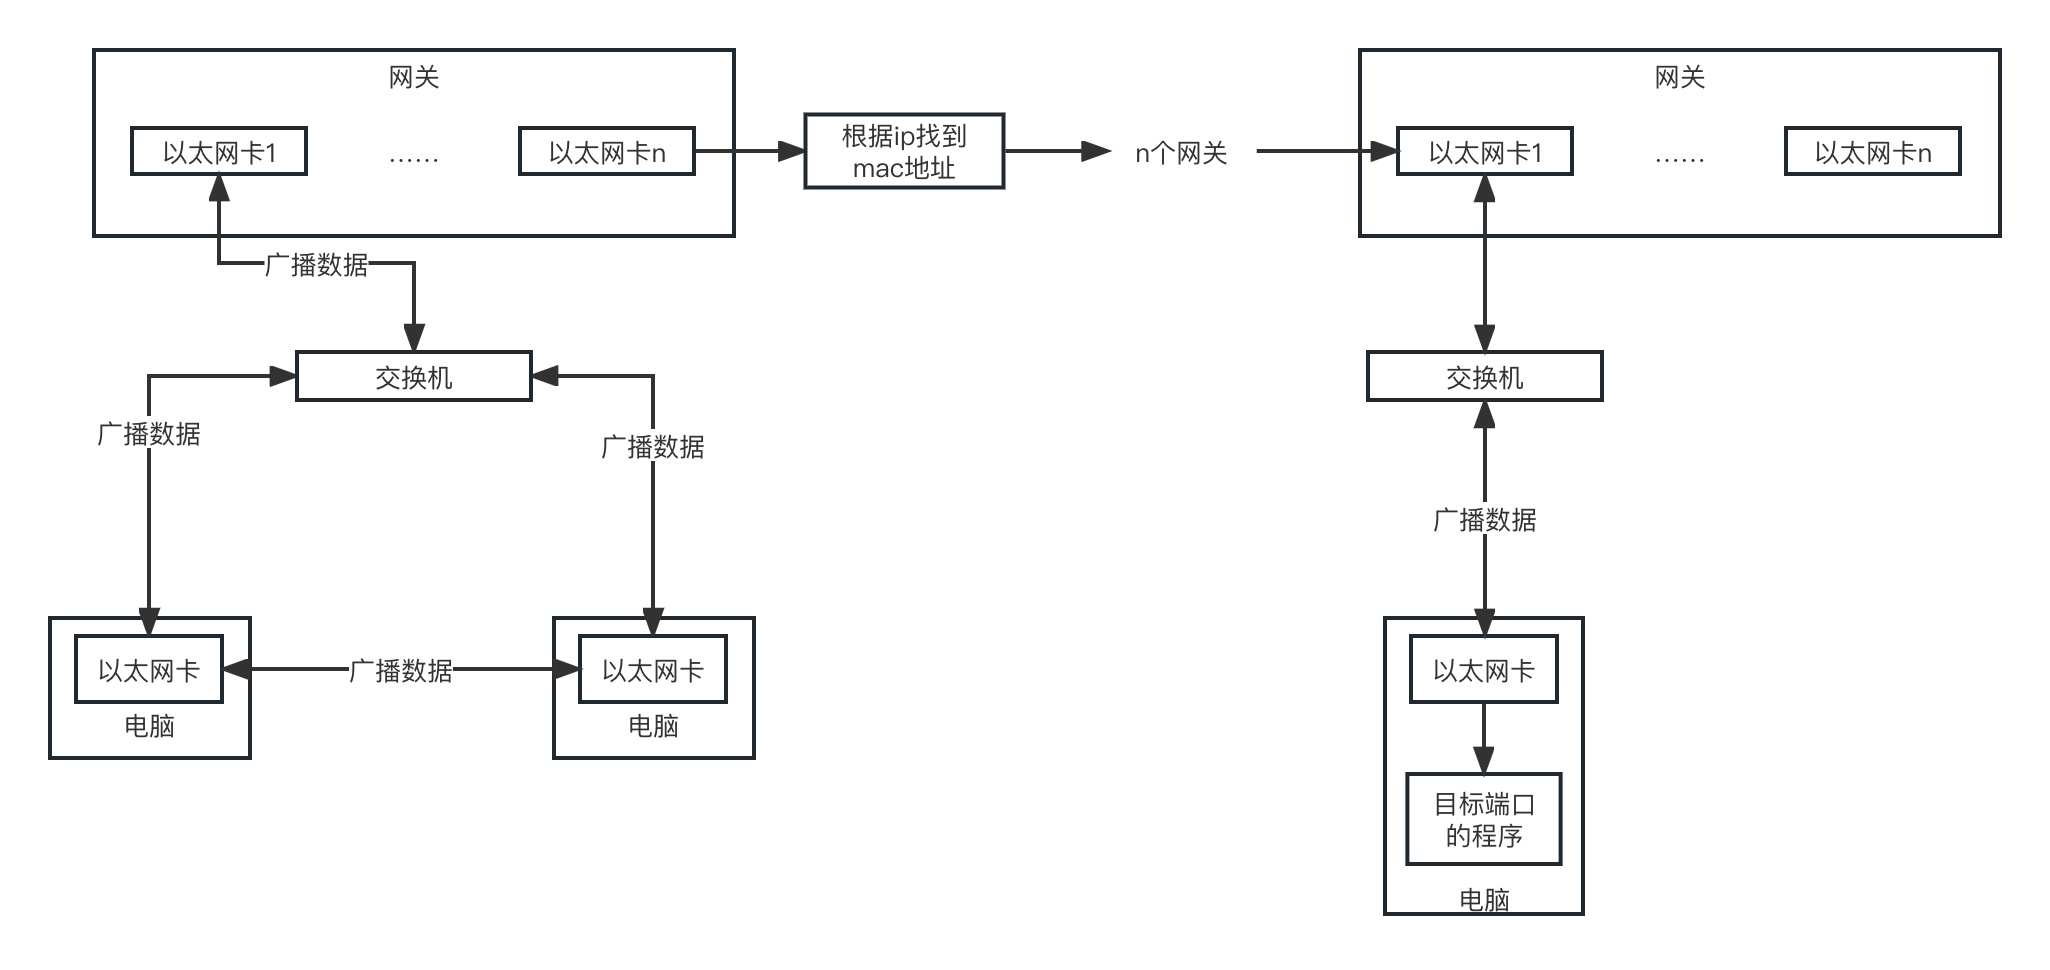 网关
以太网卡1
……
以太网卡n
根据ip找到
mac地址
n个网关
网关
以太网卡1
……
以太网卡n
广播数据
交换机
交换机
广播数据
广播数据
广播数据
以太网卡
广播数据
以太网卡
以太网卡
电脑
电脑
目标端口
的程序
电脑